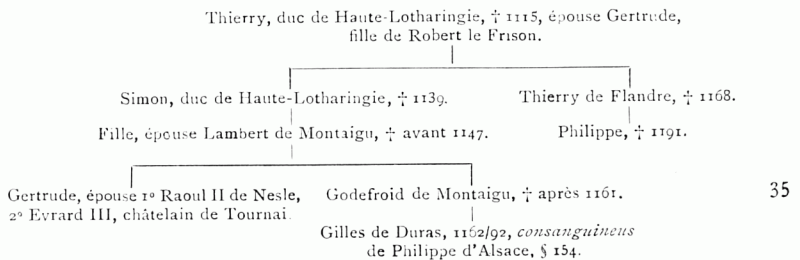 Thierry, duc de Haute-Lotharingie, † 1115, épouse Gertrude,
fille de Robert le Frison.
Simon, duc de Haute-Lotharingie, † 1139.
Thierry de Flandre, † 1168.
Fille, épouse Lambert de Montaigu, † avant 1147.
Philippe, † 1191.
Gertrude, épouse 1º Raoul II de Nesle,
2º Evrard III, châtelain de Tournai.
Godefroid de Montaigu, † après 1161.
35
Gilles de Duras, 1162/92, consanguineus
de Philippe d'Alsace, § 154.